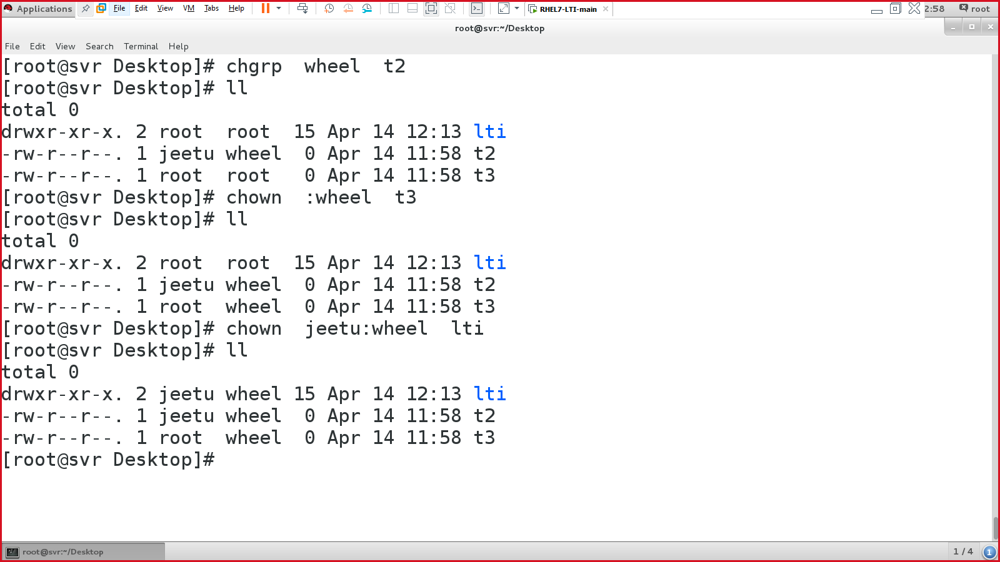 Applications File Edit View VM Tabs Help RHEL7-LTI-main 2:58 root
root@svr:~/Desktop
File Edit View Search Terminal Help
[root@svr Desktop]# chgrp  wheel  t2
[root@svr Desktop]# ll
total 0
drwxr-xr-x. 2 root  root  15 Apr 14 12:13 lti
-rw-r--r--. 1 jeetu wheel  0 Apr 14 11:58 t2
-rw-r--r--. 1 root  root   0 Apr 14 11:58 t3
[root@svr Desktop]# chown  :wheel  t3
[root@svr Desktop]# ll
total 0
drwxr-xr-x. 2 root  root  15 Apr 14 12:13 lti
-rw-r--r--. 1 jeetu wheel  0 Apr 14 11:58 t2
-rw-r--r--. 1 root  wheel  0 Apr 14 11:58 t3
[root@svr Desktop]# chown  jeetu:wheel  lti
[root@svr Desktop]# ll
total 0
drwxr-xr-x. 2 jeetu wheel 15 Apr 14 12:13 lti
-rw-r--r--. 1 jeetu wheel  0 Apr 14 11:58 t2
-rw-r--r--. 1 root  wheel  0 Apr 14 11:58 t3
[root@svr Desktop]#
root@svr:~/Desktop 1 / 4 1